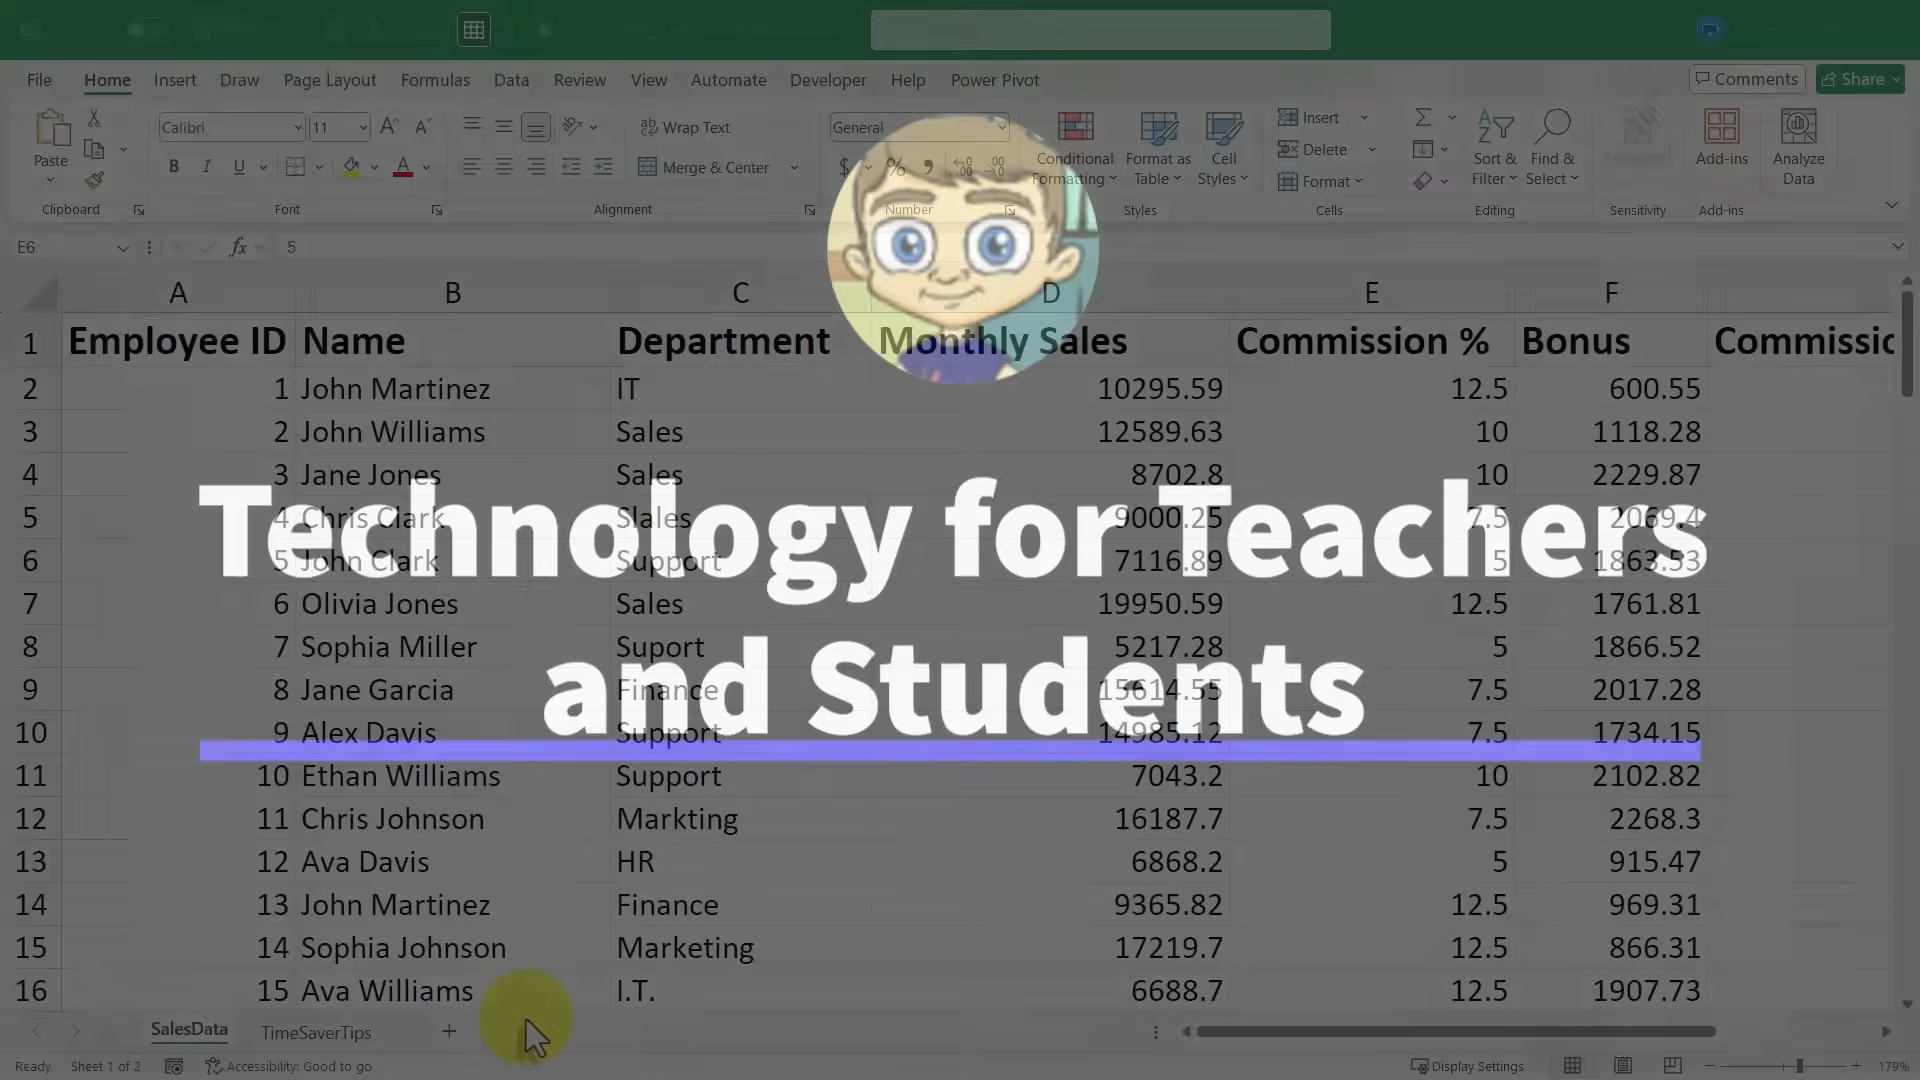 File Home Insert Draw Page Layout Formulas Data Review View Automate Developer Help Power Pivot Comments Share
Calibri 11 Wrap Text General Insert
Paste B I U A Merge & Center $ % , Conditional Formatting Format as Table Cell Styles Delete Format Sort & Filter Find & Select Add-ins Analyze Data
Clipboard Font Alignment Number Styles Cells Editing Sensitivity Add-ins
E6 fx 5
A B C D E F
1 Employee ID Name Department Monthly Sales Commission % Bonus
2 1 John Martinez IT 10295.59 12.5 600.55
3 2 John Williams Sales 12589.63 10 1118.28
4 3 Jane Jones Sales 8702.8 10 2229.87
5 4 Chris Clark Slales 9000.25 7.5 2069.4
Technology for Teachers
6 5 John Clark Support 7116.89 5 1863.53
7 6 Olivia Jones Sales 19950.59 12.5 1761.81
8 7 Sophia Miller Suport 5217.28 5 1866.52
and Students
9 8 Jane Garcia Finance 15614.55 7.5 2017.28
10 9 Alex Davis Support 14985.12 7.5 1734.15
11 10 Ethan Williams Support 7043.2 10 2102.82
12 11 Chris Johnson Markting 16187.7 7.5 2268.3
13 12 Ava Davis HR 6868.2 5 915.47
14 13 John Martinez Finance 9365.82 12.5 969.31
15 14 Sophia Johnson Marketing 17219.7 12.5 866.31
16 15 Ava Williams I.T. 6688.7 12.5 1907.73
SalesData TimeSaverTips
Ready Sheet 1 of 2 Accessibility: Good to go Display Settings 179%